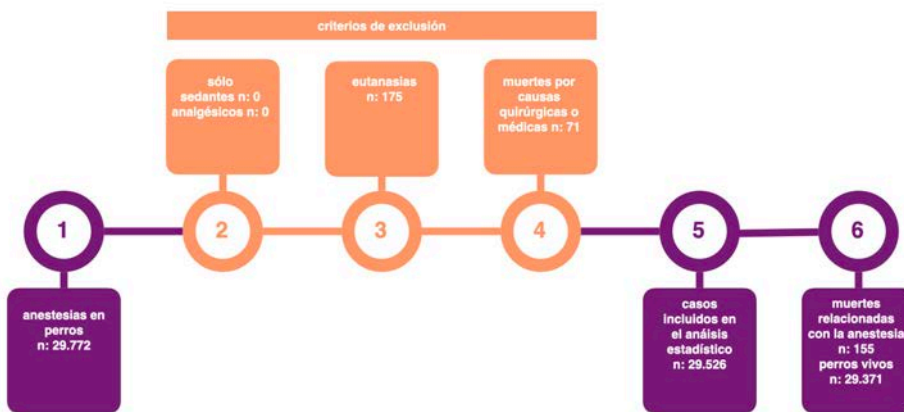 criterios de exclusión
sólo
sedantes n: 0
analgésicos n: 0
eutanasias
n: 175
muertes por
causas
quirúrgicas o
médicas n: 71
1
2
3
4
5
6
anestesias en
perros
n: 29.772
casos
incluidos en
el anáisis
estadístico
n: 29.526
muertes
relacionadas
con la anestesia
n: 155
perros vivos
n: 29.371